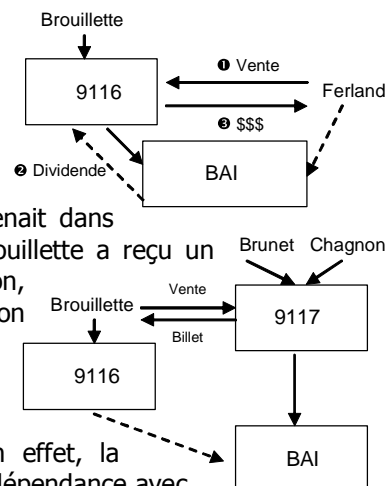 Brouillette
9116
❶ Vente
Ferland
❸ $$$
❷ Dividende
BAI
enait dans
ouillette a reçu un
on,
on
Brunet Chagnon
Brouillette
Vente
Billet
9117
9116
n effet, la
dépendance avec
BAI